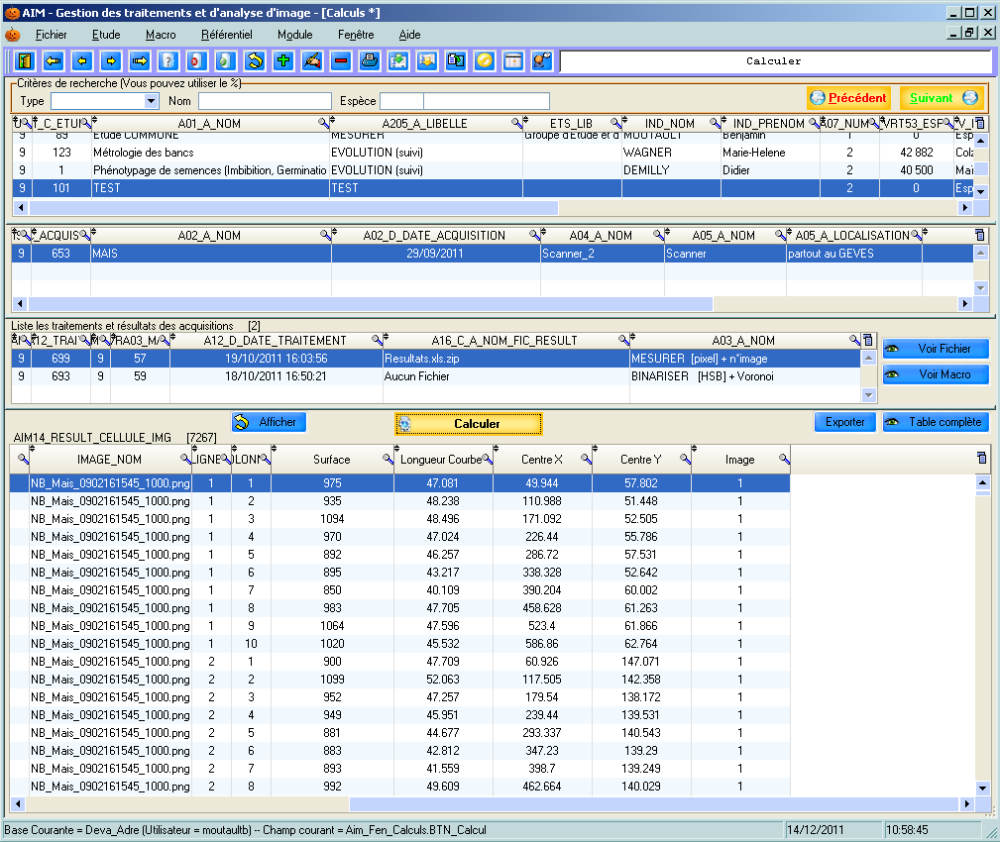 AIM - Gestion des traitements et d'analyse d'image - [Calculs *]
Fichier Etude Macro Référentiel Module Fenêtre Aide
Calculer
Critères de recherche (Vous pouvez utiliser le %)
Type Nom Espèce Précédent Suivant
A01_A_NOM A205_A_LIBELLE ETS_LIB IND_NOM IND_PRENOM
9 89 Etude COMMUNE MESURER Groupe d'Etude et d MOUTAULT Benjamin 1 0 Esp
9 123 Métrologie des bancs EVOLUTION (suivi) WAGNER Marie-Helene 2 42 882 Colz
9 1 Phénotypage de semences (Imbibition, Germinatio EVOLUTION (suivi) DEMILLY Didier 2 40 500 Maï
9 101 TEST TEST 2 0 Esp
A02_A_NOM A02_D_DATE_ACQUISITION A04_A_NOM A05_A_NOM A05_A_LOCALISATION
9 653 MAIS 29/09/2011 Scanner_2 Scanner partout au GEVES
Liste les traitements et résultats des acquisitions [2]
A12_D_DATE_TRAITEMENT A16_C_A_NOM_FIC_RESULT A03_A_NOM
9 699 9 57 19/10/2011 16:03:56 Resultats.xls.zip MESURER [pixel] + n°image
9 693 9 59 18/10/2011 16:50:21 Aucun Fichier BINARISER [HSB] + Voronoi
Voir Fichier
Voir Macro
Afficher Calculer Exporter Table complète
AIM14_RESULT_CELLULE_IMG [7267]
IMAGE_NOM Surface Longueur Courbe Centre X Centre Y Image
NB_Mais_0902161545_1000.png 1 1 975 47.081 49.944 57.802 1
NB_Mais_0902161545_1000.png 1 2 935 48.238 110.988 51.448 1
NB_Mais_0902161545_1000.png 1 3 1094 48.496 171.092 52.505 1
NB_Mais_0902161545_1000.png 1 4 970 47.024 226.44 55.786 1
NB_Mais_0902161545_1000.png 1 5 892 46.257 286.72 57.531 1
NB_Mais_0902161545_1000.png 1 6 895 43.217 338.328 52.642 1
NB_Mais_0902161545_1000.png 1 7 850 40.109 390.204 60.002 1
NB_Mais_0902161545_1000.png 1 8 983 47.705 458.628 61.263 1
NB_Mais_0902161545_1000.png 1 9 1064 47.596 523.4 61.866 1
NB_Mais_0902161545_1000.png 1 10 1020 45.532 586.86 62.764 1
NB_Mais_0902161545_1000.png 2 1 900 47.709 60.926 147.071 1
NB_Mais_0902161545_1000.png 2 2 1099 52.063 117.505 142.358 1
NB_Mais_0902161545_1000.png 2 3 952 47.257 179.54 138.172 1
NB_Mais_0902161545_1000.png 2 4 949 45.951 239.44 139.531 1
NB_Mais_0902161545_1000.png 2 5 881 44.677 293.337 140.543 1
NB_Mais_0902161545_1000.png 2 6 883 42.812 347.23 139.29 1
NB_Mais_0902161545_1000.png 2 7 893 41.559 398.7 139.249 1
NB_Mais_0902161545_1000.png 2 8 992 49.609 462.664 140.029 1
Base Courante = Deva_Adre (Utilisateur = moutaultb) -- Champ courant = Aim_Fen_Calculs.BTN_Calcul 14/12/2011 10:58:45